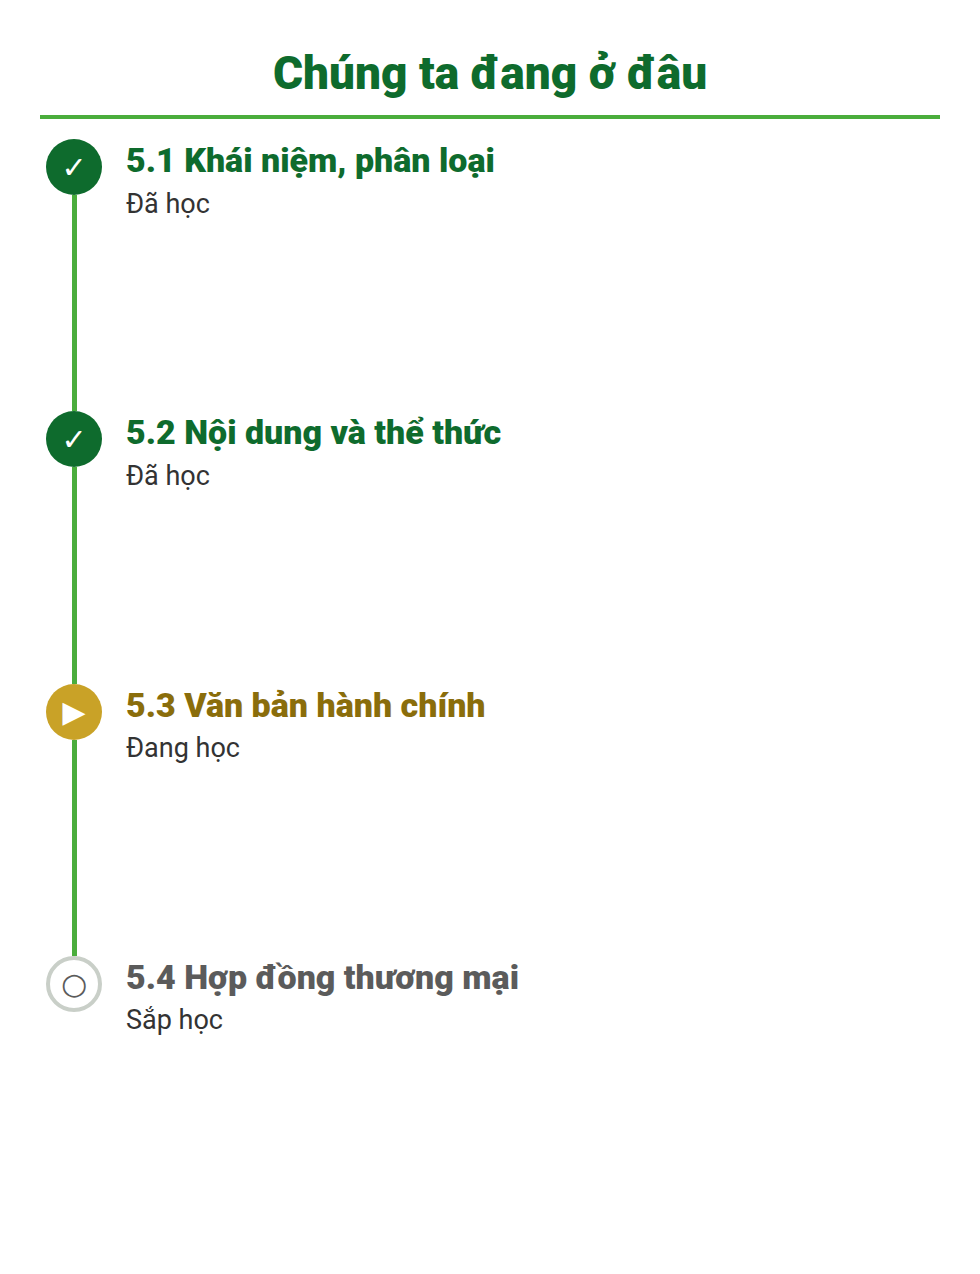 Chúng ta đang ở đâu
✓
5.1 Khái niệm, phân loại
Đã học
✓
5.2 Nội dung và thể thức
Đã học
▶
5.3 Văn bản hành chính
Đang học
○
5.4 Hợp đồng thương mại
Sắp học